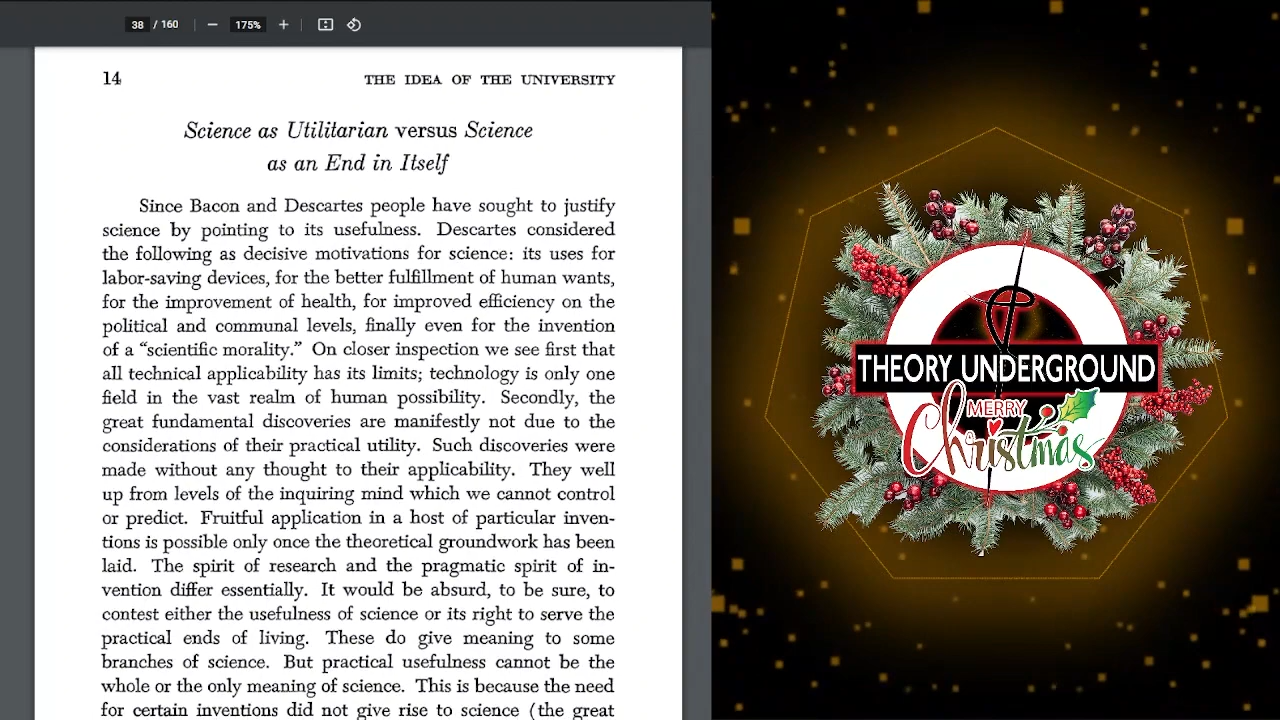 38 / 160
175%
14 THE IDEA OF THE UNIVERSITY
Science as Utilitarian versus Science
as an End in Itself
Since Bacon and Descartes people have sought to justify
science by pointing to its usefulness. Descartes considered
the following as decisive motivations for science: its uses for
labor-saving devices, for the better fulfillment of human wants,
for the improvement of health, for improved efficiency on the
political and communal levels, finally even for the invention
of a “scientific morality.” On closer inspection we see first that
all technical applicability has its limits; technology is only one
field in the vast realm of human possibility. Secondly, the
great fundamental discoveries are manifestly not due to the
considerations of their practical utility. Such discoveries were
made without any thought to their applicability. They well
up from levels of the inquiring mind which we cannot control
or predict. Fruitful application in a host of particular inven-
tions is possible only once the theoretical groundwork has been
laid. The spirit of research and the pragmatic spirit of in-
vention differ essentially. It would be absurd, to be sure, to
contest either the usefulness of science or its right to serve the
practical ends of living. These do give meaning to some
branches of science. But practical usefulness cannot be the
whole or the only meaning of science. This is because the need
for certain inventions did not give rise to science (the great
THEORY UNDERGROUND
MERRY
Christmas